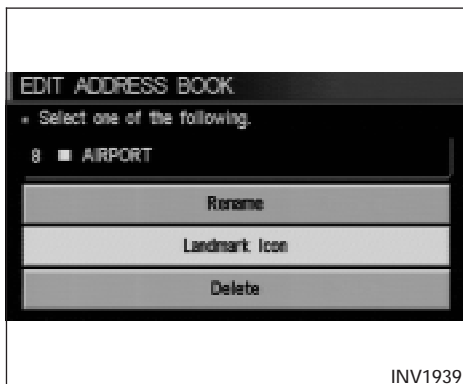 EDIT ADDRESS BOOK
Select one of the following.
8 ■ AIRPORT
Rename
Landmark Icon
Delete
INV1939